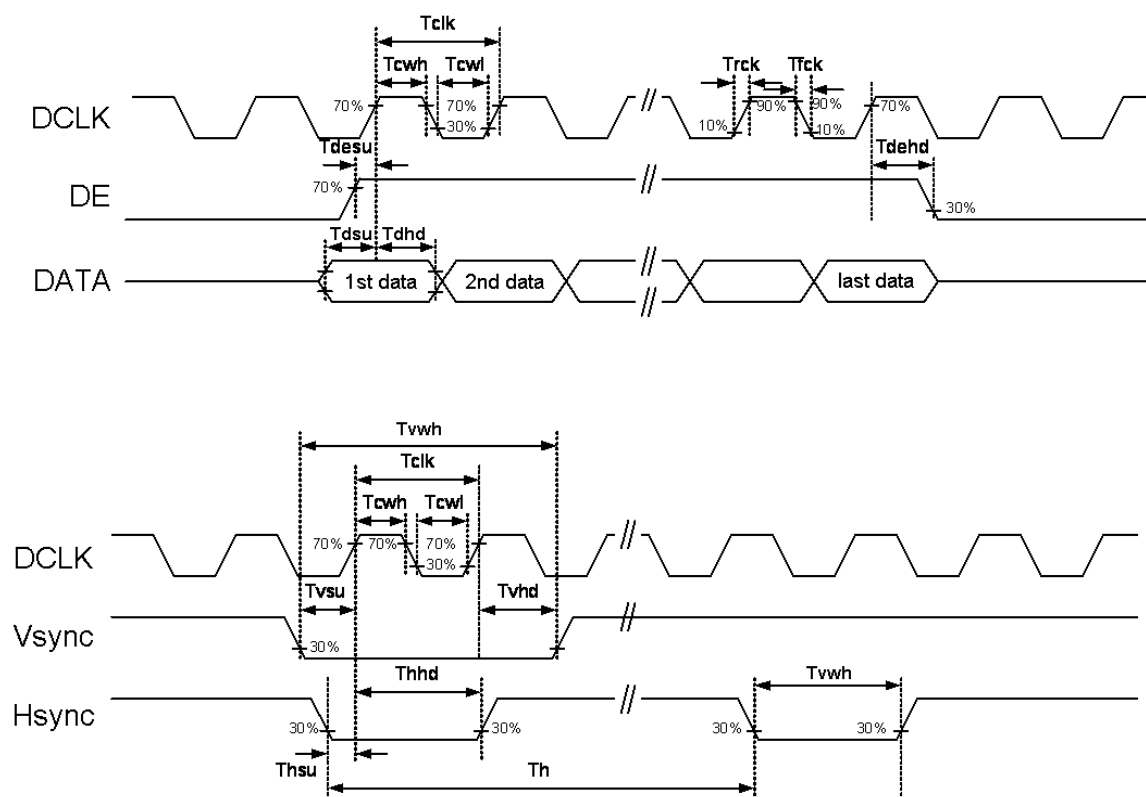 Tclk
Tcwh Tcwl Trck Tfck
DCLK 70% 70% 30% // 10% 90% 90% 10% 70%
Tdesu Tdehd
DE 70% // 30%
Tdsu Tdhd
DATA 1st data 2nd data // // last data
Tvwh
Tclk
Tcwh Tcwl
DCLK 70% 70% 70% 30% //
Tvsu Tvhd
Vsync 30% //
Thhd Tvwh
Hsync 30% 30% // 30% 30%
Thsu Th